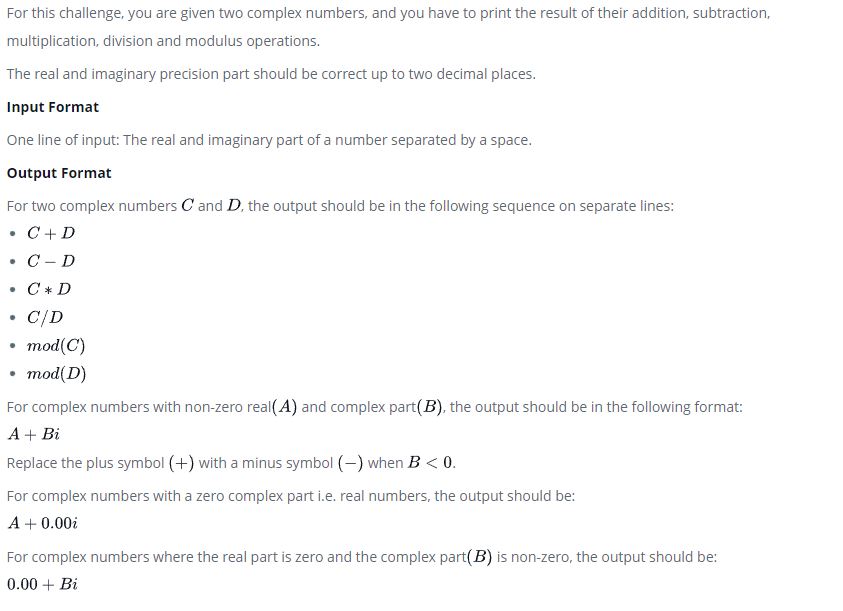 For this challenge, you are given two complex numbers, and you have to print the result of their addition, subtraction,
multiplication, division and modulus operations.
The real and imaginary precision part should be correct up to two decimal places.
Input Format
One line of input: The real and imaginary part of a number separated by a space.
Output Format
For two complex numbers C and D, the output should be in the following sequence on separate lines:
• C + D
• C − D
• C * D
• C/D
• mod(C)
• mod(D)
For complex numbers with non-zero real(A) and complex part(B), the output should be in the following format:
A + Bi
Replace the plus symbol (+) with a minus symbol (−) when B < 0.
For complex numbers with a zero complex part i.e. real numbers, the output should be:
A + 0.00i
For complex numbers where the real part is zero and the complex part(B) is non-zero, the output should be:
0.00 + Bi